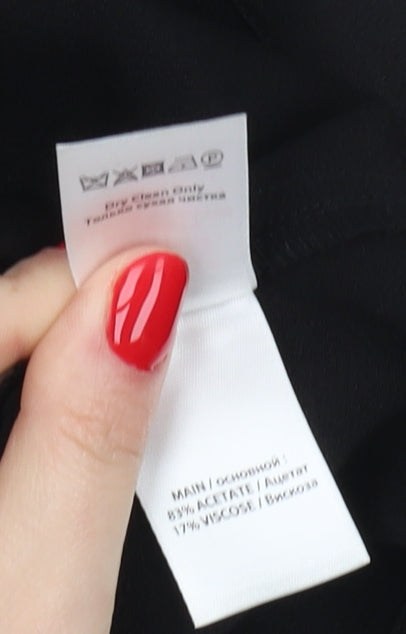 Dry Clean Only
Только сухая чистка
MAIN / основной :
83% ACETATE / Ацетат
17% VISCOSE / Вискоза